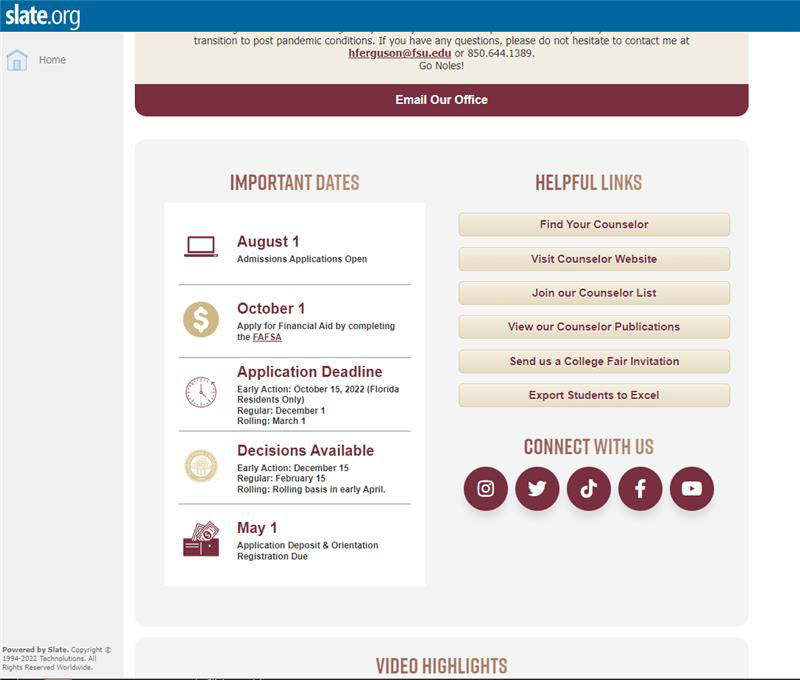 slate.org
Home
transition to post pandemic conditions. If you have any questions, please do not hesitate to contact me at
hferguson@fsu.edu or 850.644.1389.
Go Noles!
Email Our Office
IMPORTANT DATES
August 1
Admissions Applications Open
October 1
Apply for Financial Aid by completing
the FAFSA
Application Deadline
Early Action: October 15, 2022 (Florida
Residents Only)
Regular: December 1
Rolling: March 1
Decisions Available
Early Action: December 15
Regular: February 15
Rolling: Rolling basis in early April.
May 1
Application Deposit & Orientation
Registration Due
HELPFUL LINKS
Find Your Counselor
Visit Counselor Website
Join our Counselor List
View our Counselor Publications
Send us a College Fair Invitation
Export Students to Excel
CONNECT WITH US
Powered by Slate. Copyright ©
1994-2022 Technolutions. All
Rights Reserved Worldwide.
VIDEO HIGHLIGHTS